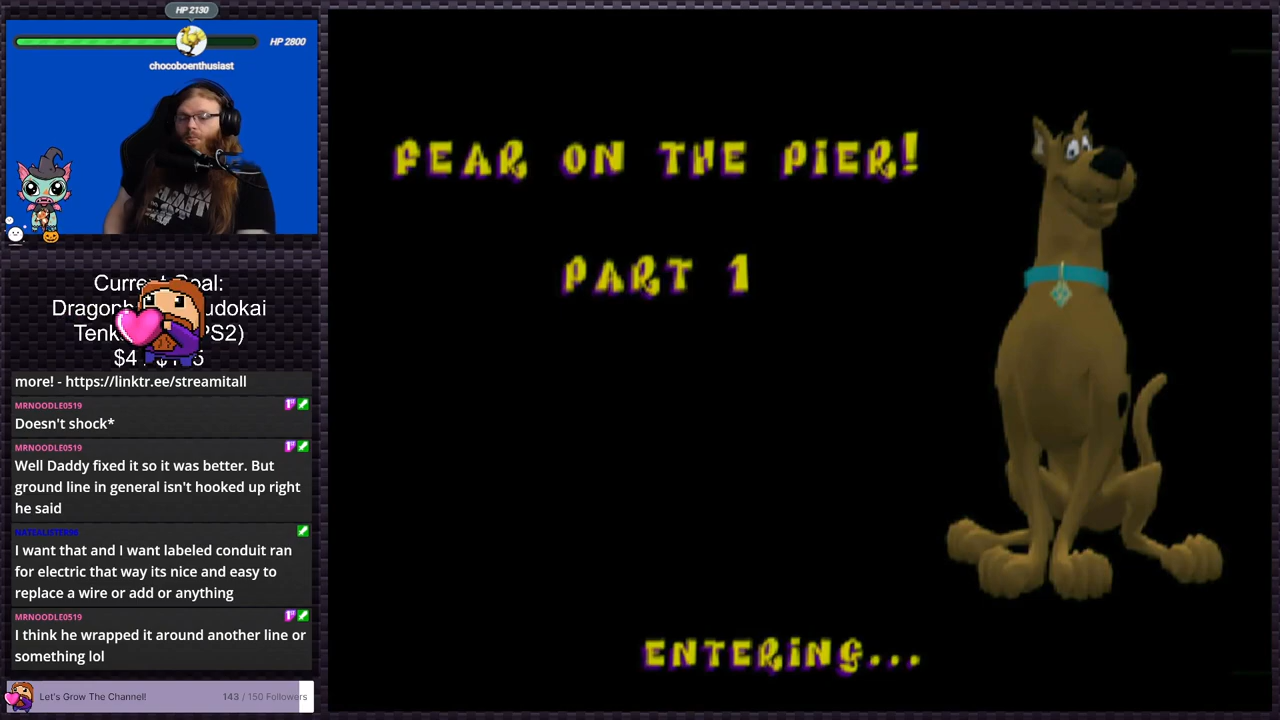 HP 2130
HP 2800
chocoboenthusiast
FEAR ON THE PIER!
PART 1
ENTERING...
Current Goal:
Tenk
PS2)
more! - https://linktr.ee/streamitall
MRNOODLE0519
Doesn't shock*
MRNOODLE0519
Well Daddy fixed it so it was better. But
ground line in general isn't hooked up right
he said
I want that and I want labeled conduit ran
for electric that way its nice and easy to
replace a wire or add or anything
MRNOODLE0519
I think he wrapped it around another line or
something lol
Let's Grow The Channel!
143 / 150 Followers